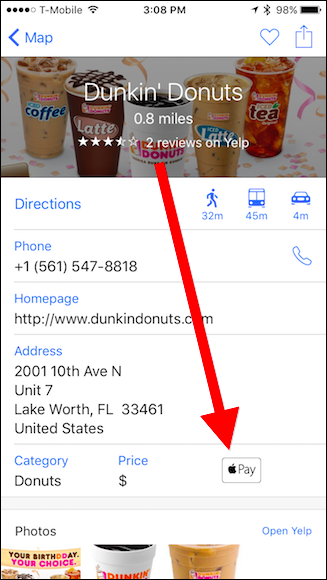 T-Mobile 3:08 PM 98%
Map
Dunkin' Donuts
0.8 miles
2 reviews on Yelp
ICED coffee
Latte
DONUTS
Latte
ICED tea
Directions
32m 45m 4m
Phone
+1 (561) 547-8818
Homepage
http://www.dunkindonuts.com
Address
2001 10th Ave N
Unit 7
Lake Worth, FL 33461
United States
Category Price
Donuts $ Pay
Photos Open Yelp
YOUR BIRTHDAY.
YOUR CHOICE.
DUNKIN'